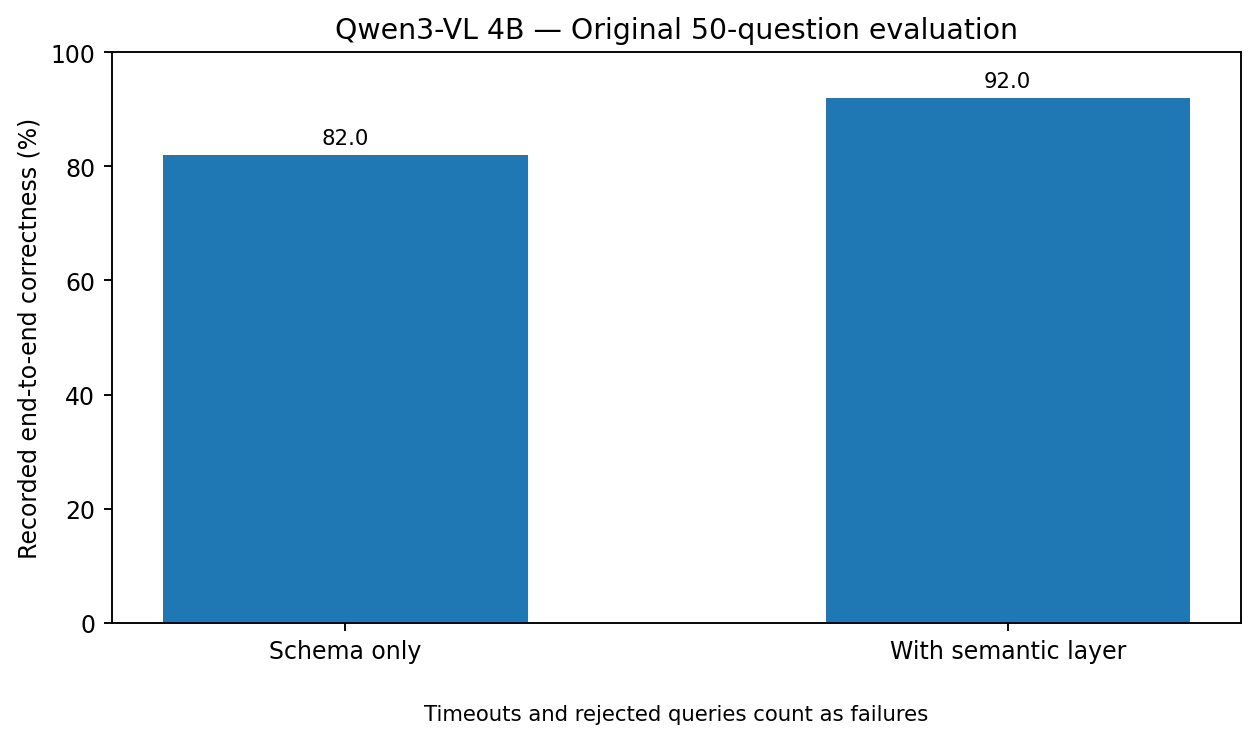 Qwen3-VL 4B — Original 50-question evaluation
Recorded end-to-end correctness (%)
100
80
60
40
20
0
82.0
92.0
Schema only
With semantic layer
Timeouts and rejected queries count as failures